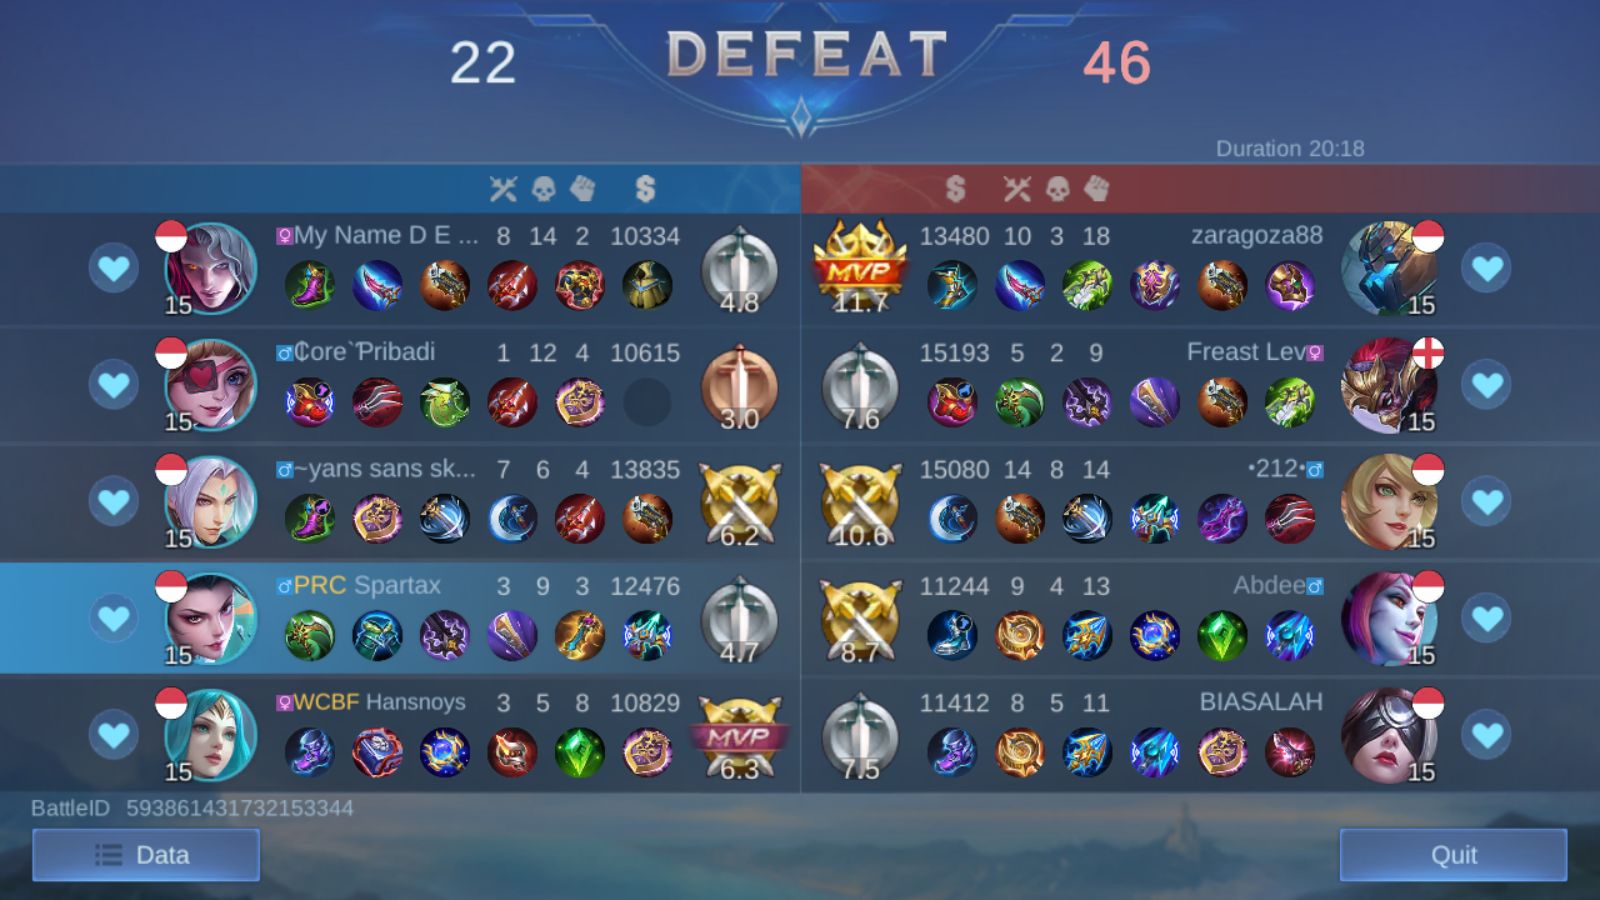 22 DEFEAT 46
Duration 20:18
My Name D E ... 8 14 2 10334
15 4.8
MVP 11.7 13480 10 3 18 zaragoza88
15
₵ore`Pribadi 1 12 4 10615
15 3.0
7.6 15193 5 2 9 Freast Lev
15
~yans sans sk... 7 6 4 13835
15 6.2
10.6 15080 14 8 14 •212•
15
PRC Spartax 3 9 3 12476
15 4.7
8.7 11244 9 4 13 Abdee
15
WCBF Hansnoys 3 5 8 10829
15 MVP 6.3
7.5 11412 8 5 11 BIASALAH
15
BattleID 593861431732153344
Data Quit